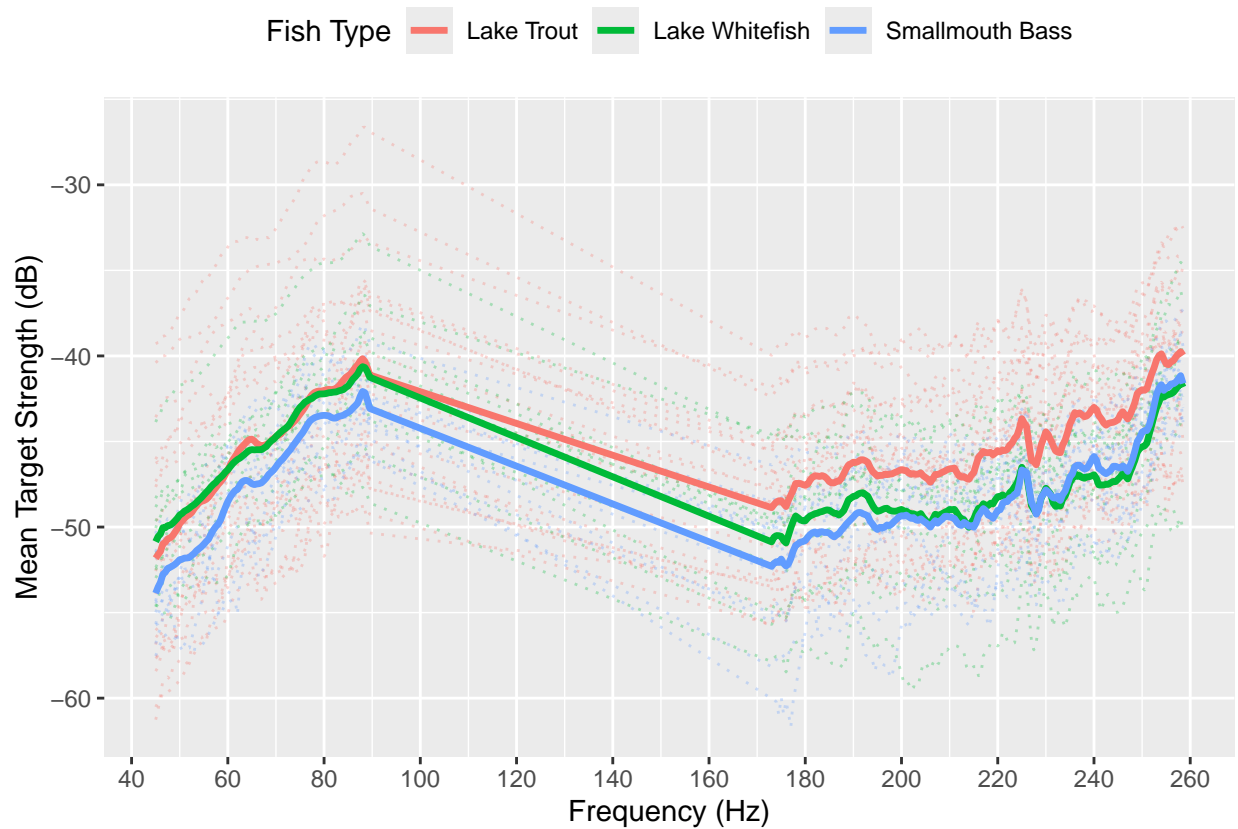 Fish Type Lake Trout Lake Whitefish Smallmouth Bass
Mean Target Strength (dB)
−30
−40
−50
−60
40 60 80 100 120 140 160 180 200 220 240 260
Frequency (Hz)